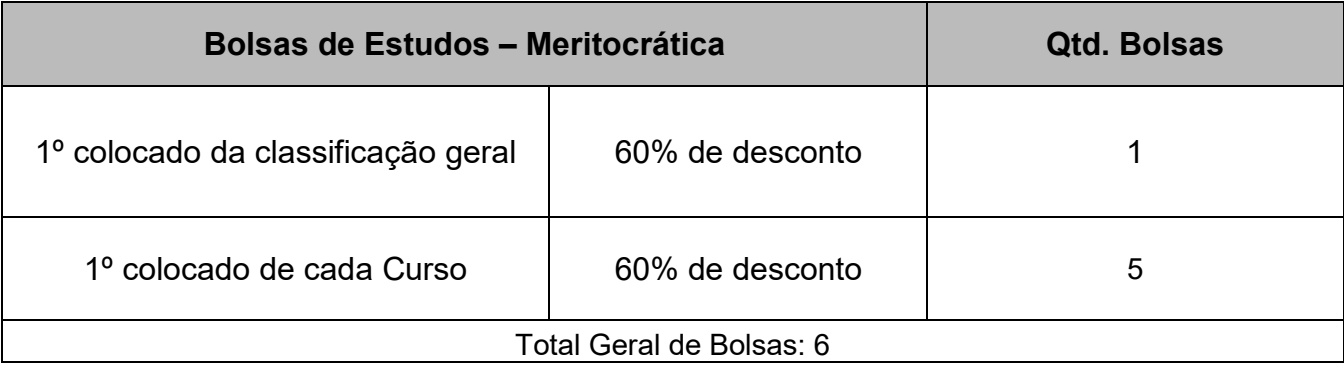 Bolsas de Estudos – Meritocrática Qtd. Bolsas
1º colocado da classificação geral 60% de desconto 1
1º colocado de cada Curso 60% de desconto 5
Total Geral de Bolsas: 6